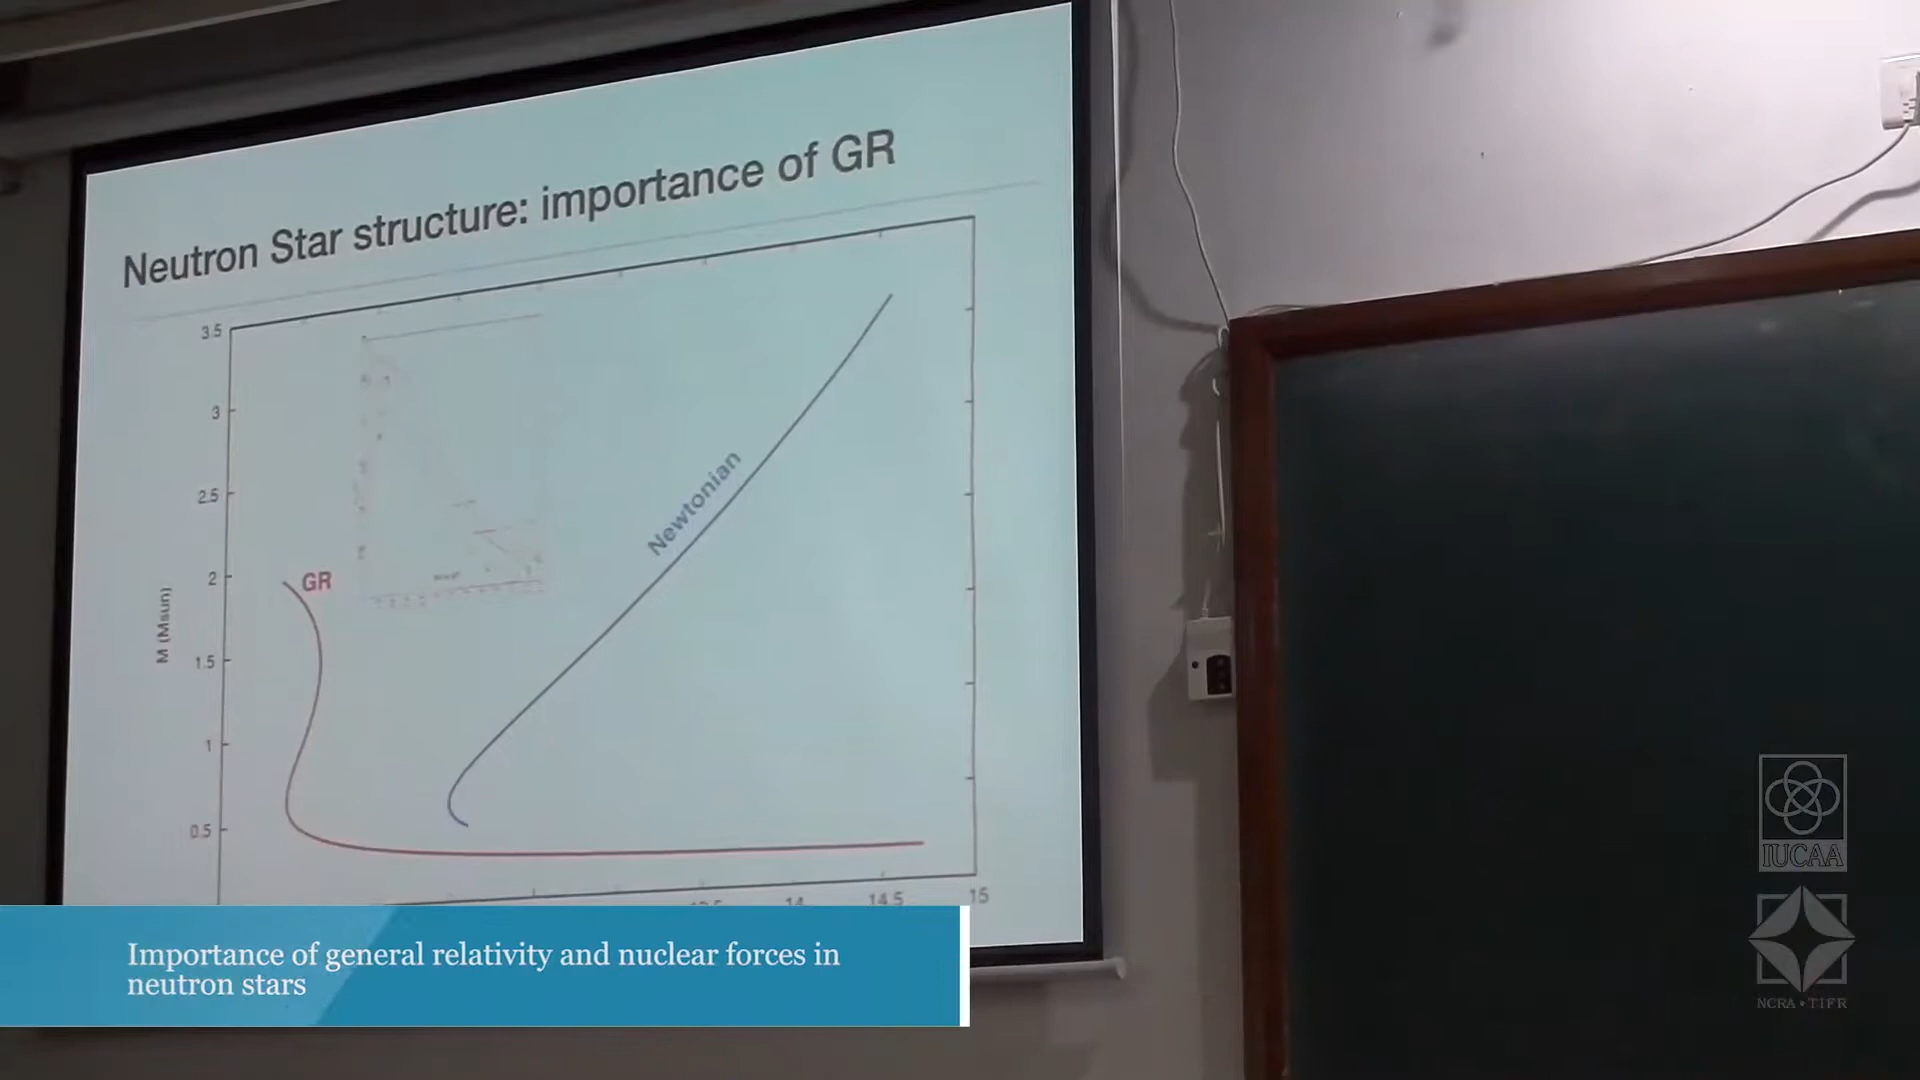 Neutron Star structure: importance of GR
3.5
3
2.5
2
1.5
1
0.5
M (Msun)
GR
Newtonian
14
14.5
15
Importance of general relativity and nuclear forces in
neutron stars
IUCAA
NCRA • TIFR